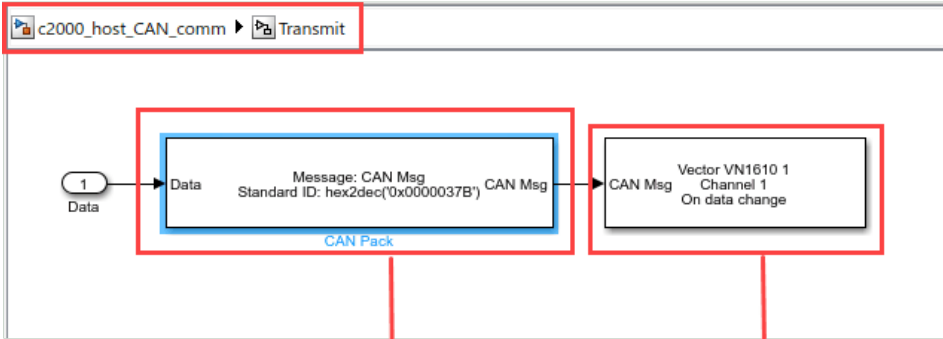 c2000_host_CAN_comm Transmit
1
Data
Data
Message: CAN Msg
Standard ID: hex2dec('0x0000037B')
CAN Msg
CAN Pack
CAN Msg
Vector VN1610 1
Channel 1
On data change